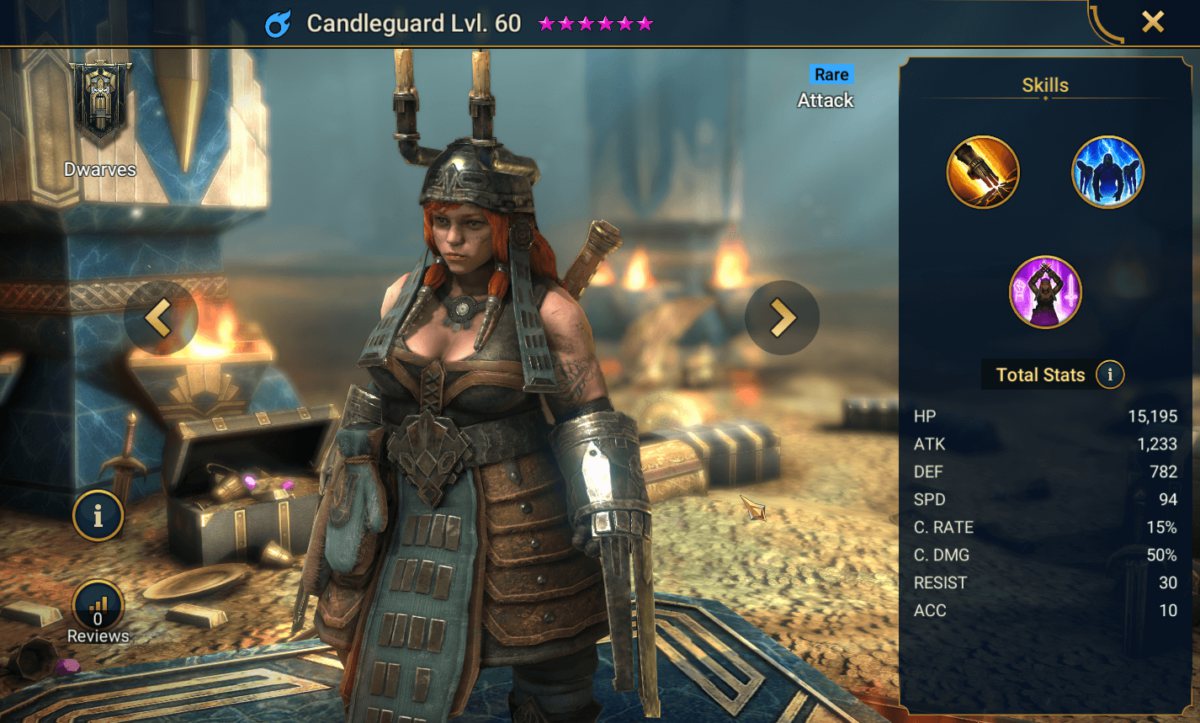 Candleguard Lvl. 60
Rare
Attack
Dwarves
Skills
Total Stats i
HP 15,195
ATK 1,233
DEF 782
SPD 94
C. RATE 15%
C. DMG 50%
RESIST 30
ACC 10
i
0
Reviews